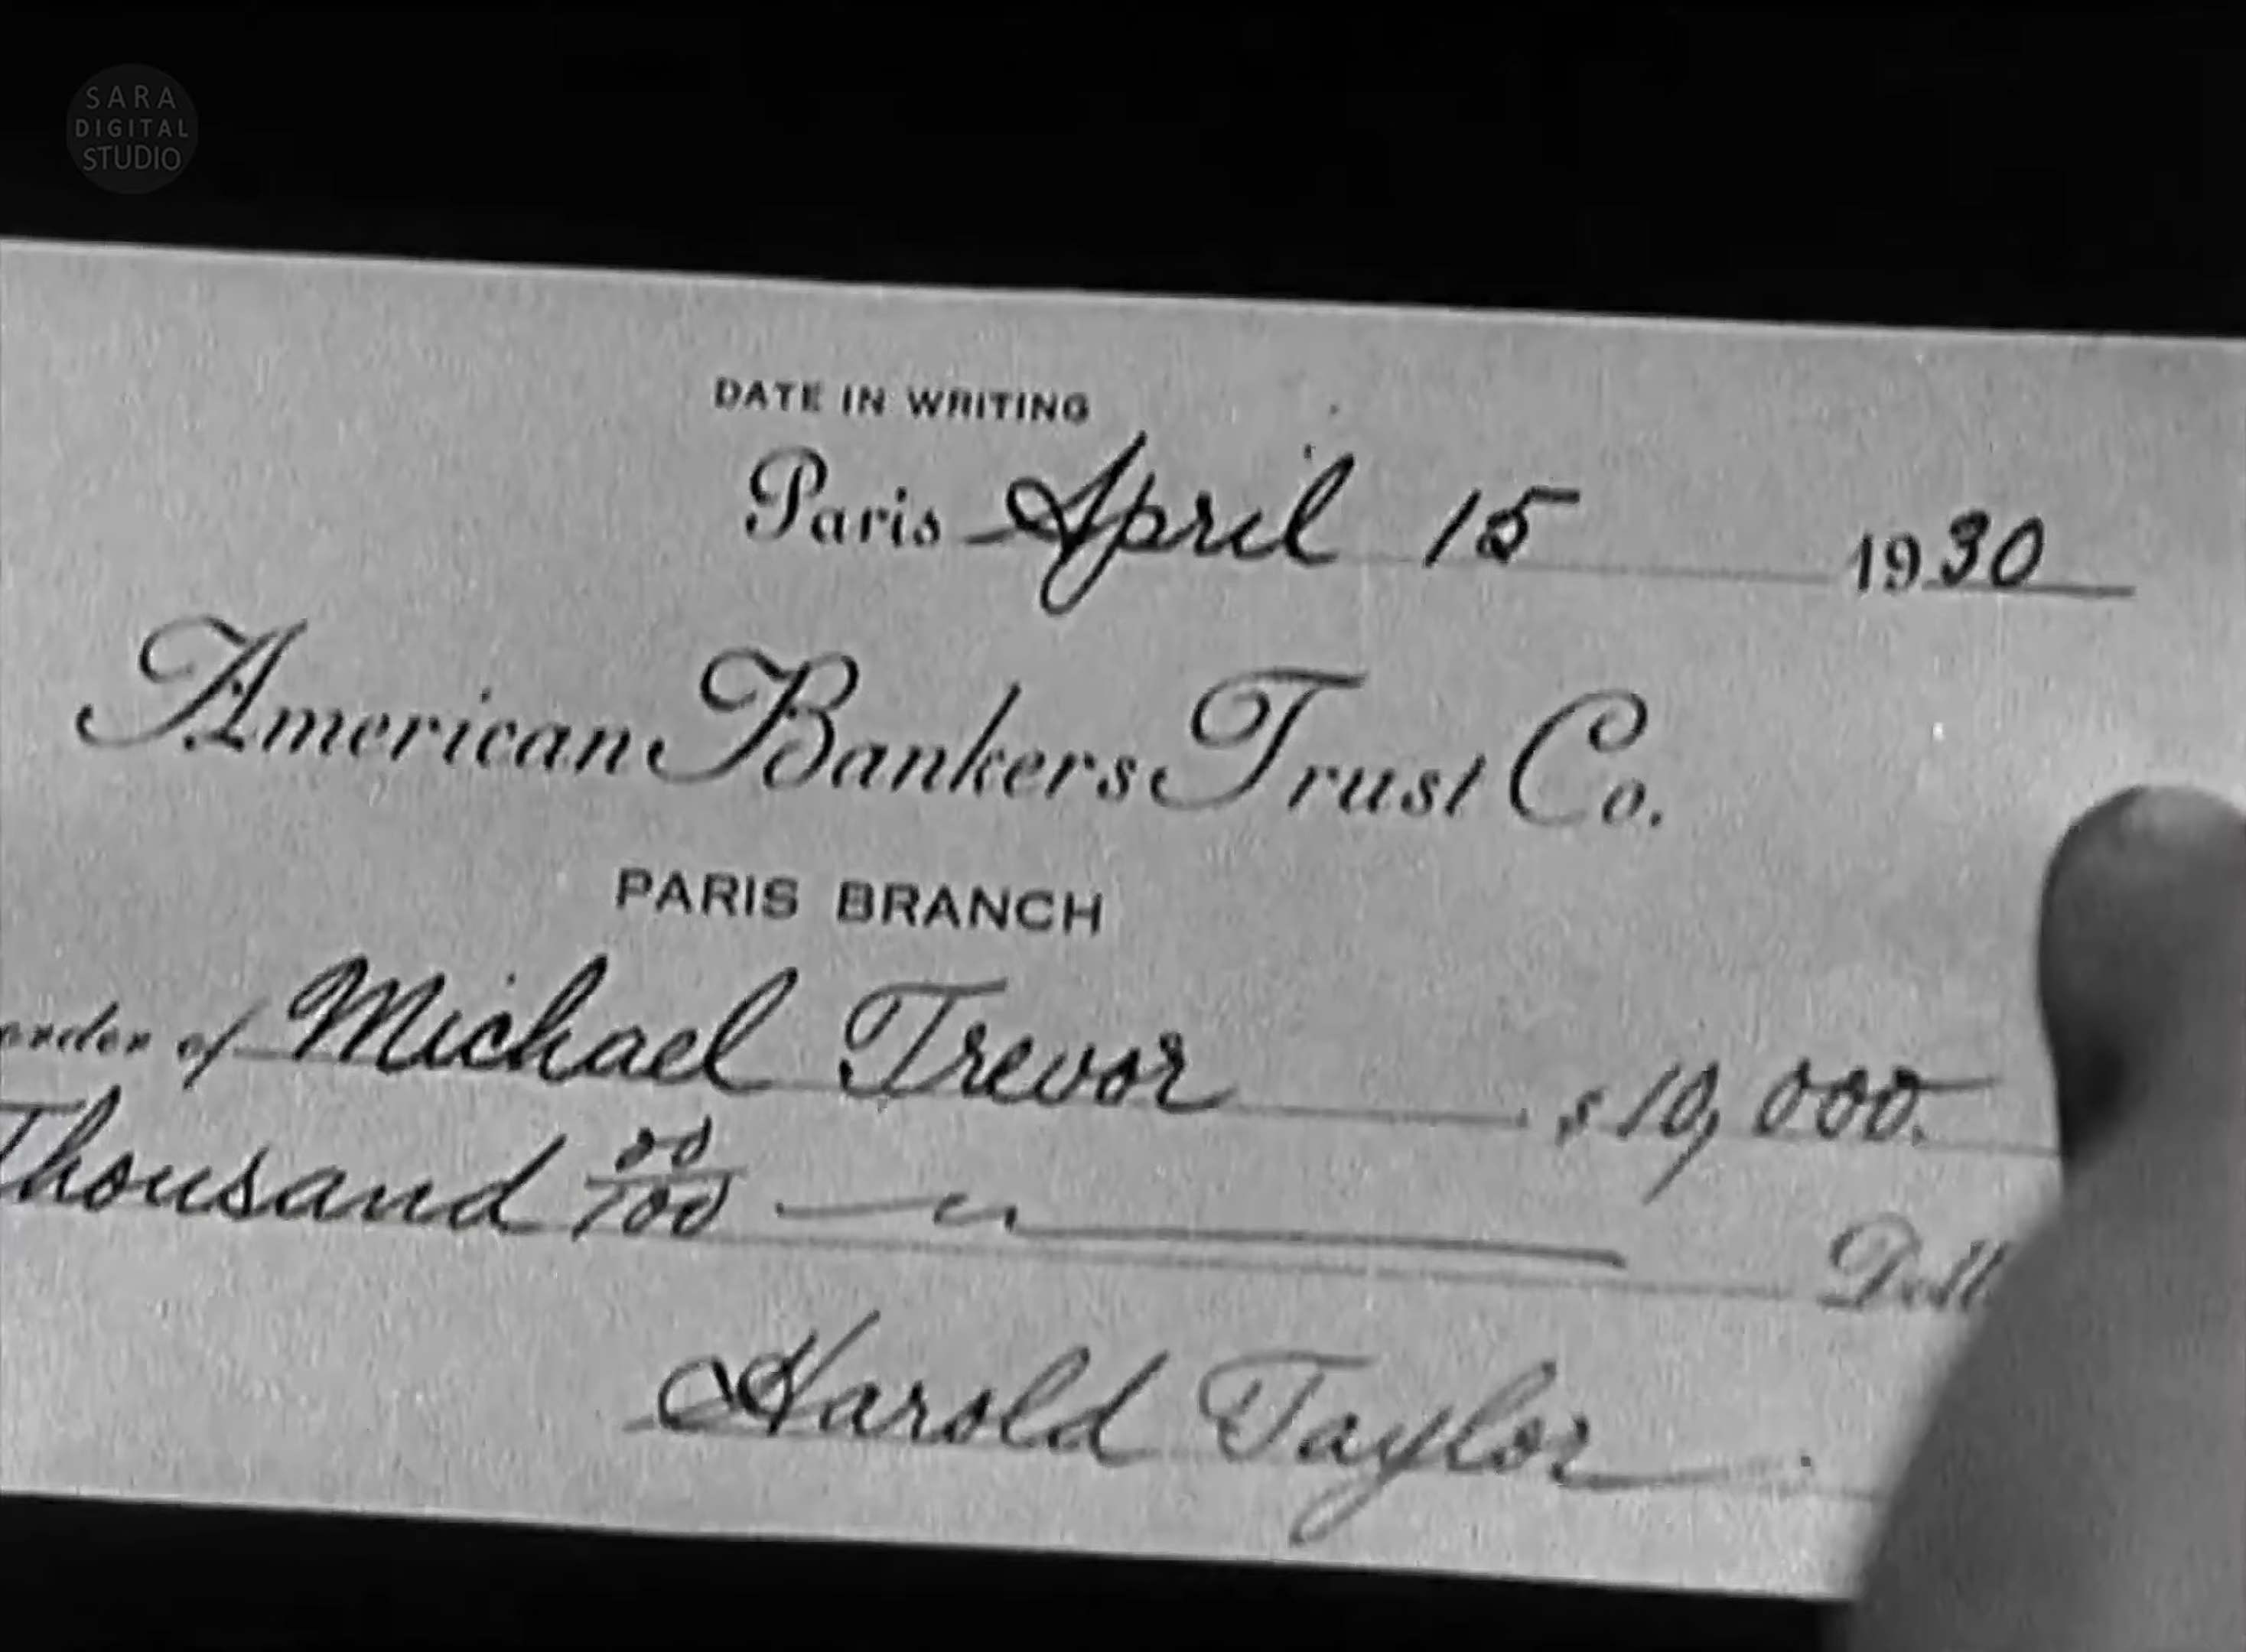 SARA
DIGITAL
STUDIO
DATE IN WRITING
Paris April 15 1930
American Bankers Trust Co.
PARIS BRANCH
order of Michael Trevor $10,000.
Thousand 00/100
Harold Taylor